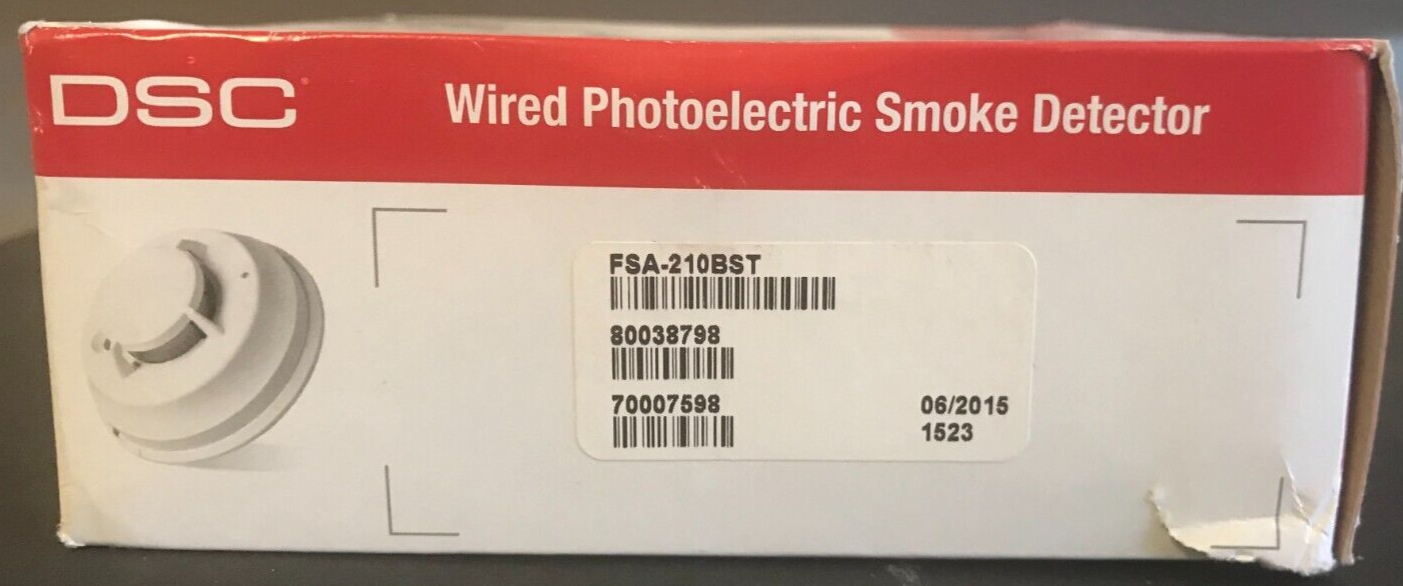 DSC
Wired Photoelectric Smoke Detector
FSA-210BST
80038798
70007598
06/2015
1523